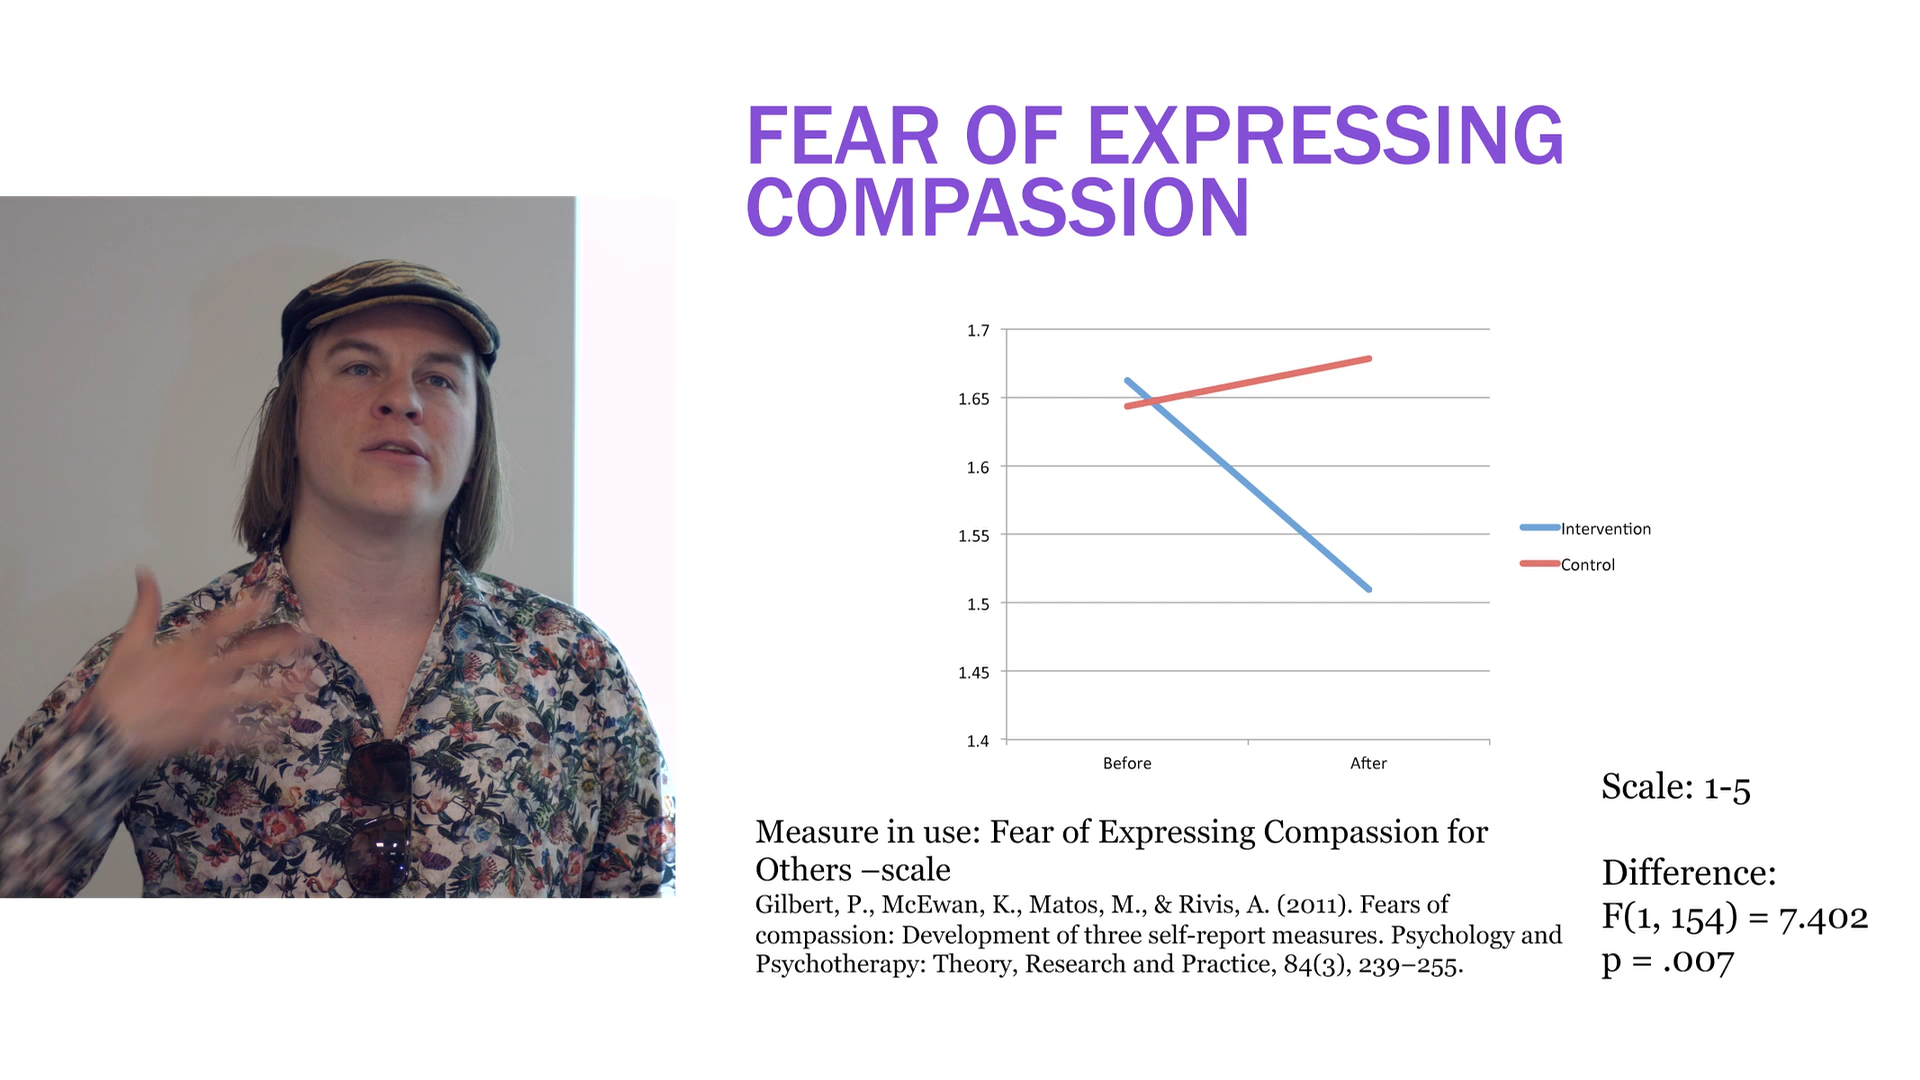 FEAR OF EXPRESSING
COMPASSION
1.7
1.65
1.6
1.55
1.5
1.45
1.4
Before After
Intervention
Control
Scale: 1-5
Difference:
F(1, 154) = 7.402
p = .007
Measure in use: Fear of Expressing Compassion for
Others –scale
Gilbert, P., McEwan, K., Matos, M., & Rivis, A. (2011). Fears of
compassion: Development of three self-report measures. Psychology and
Psychotherapy: Theory, Research and Practice, 84(3), 239–255.